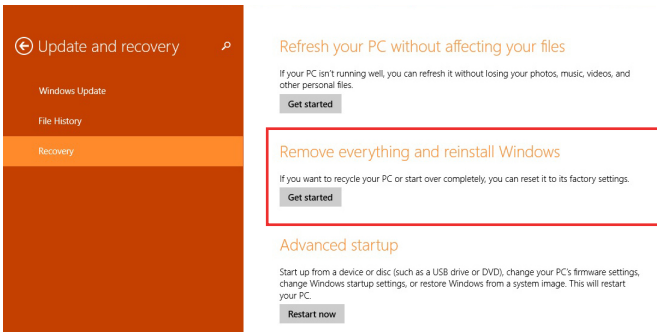 Update and recovery
Windows Update
File History
Recovery
Refresh your PC without affecting your files
If your PC isn't running well, you can refresh it without losing your photos, music, videos, and
other personal files.
Get started
Remove everything and reinstall Windows
If you want to recycle your PC or start over completely, you can reset it to its factory settings.
Get started
Advanced startup
Start up from a device or disc (such as a USB drive or DVD), change your PC's firmware settings,
change Windows startup settings, or restore Windows from a system image. This will restart
your PC.
Restart now